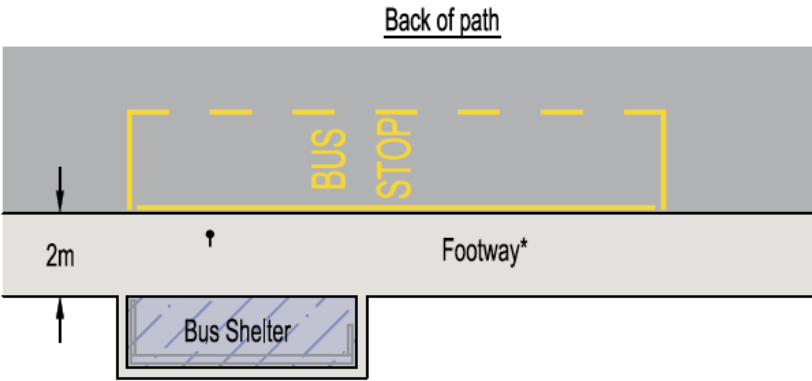 Back of path
BUS
STOP
2m
Footway*
Bus Shelter